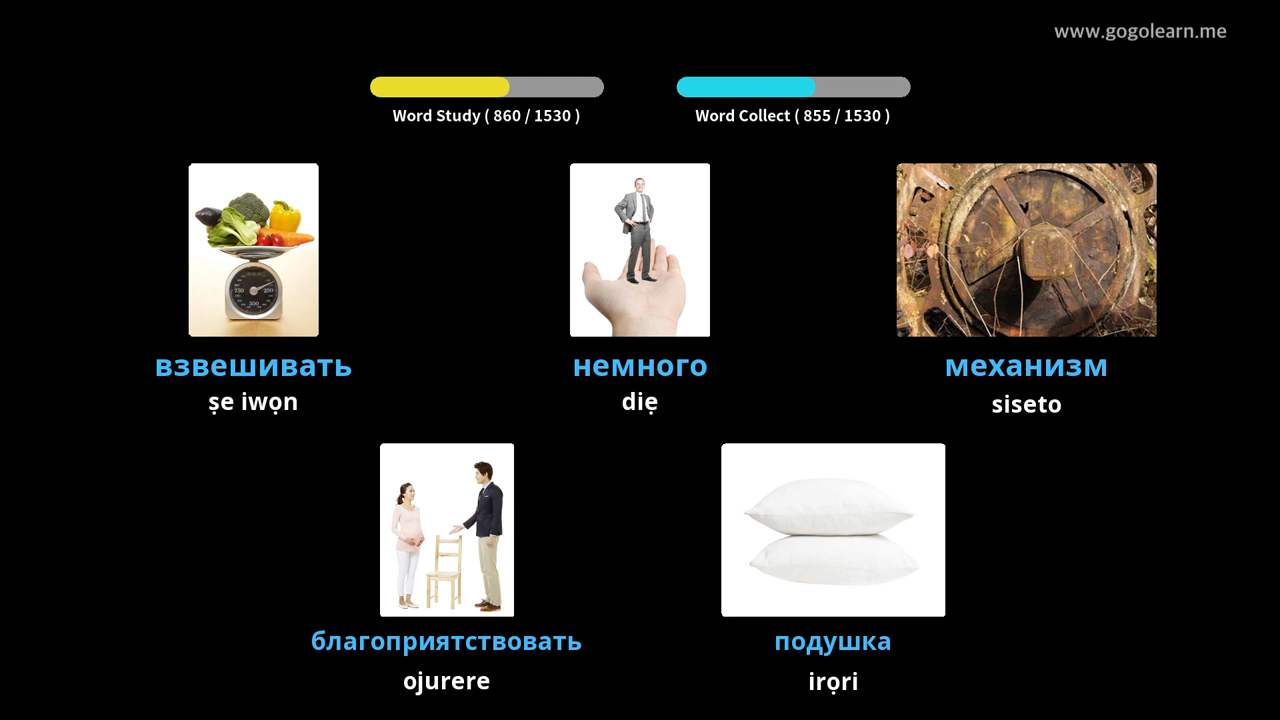 www.gogolearn.me
Word Study ( 860 / 1530 )
Word Collect ( 855 / 1530 )
взвешивать
ṣe iwọn
немного
diẹ
механизм
siseto
благоприятствовать
ojurere
подушка
irọri